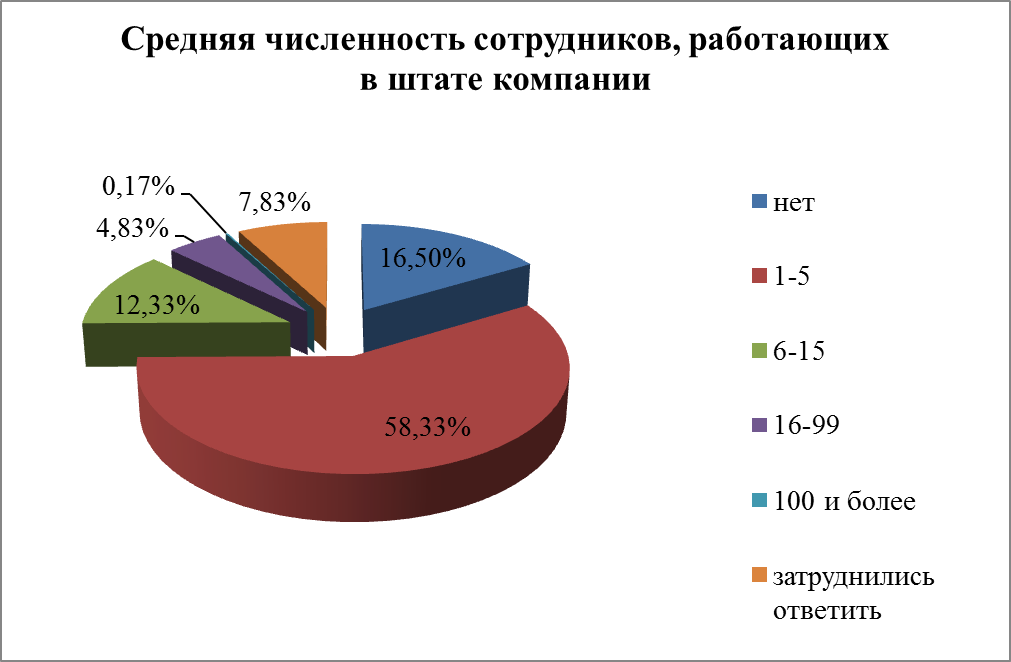 Средняя численность сотрудников, работающих
в штате компании
0,17%
7,83%
4,83%
16,50%
12,33%
58,33%
нет
1-5
6-15
16-99
100 и более
затруднились
ответить